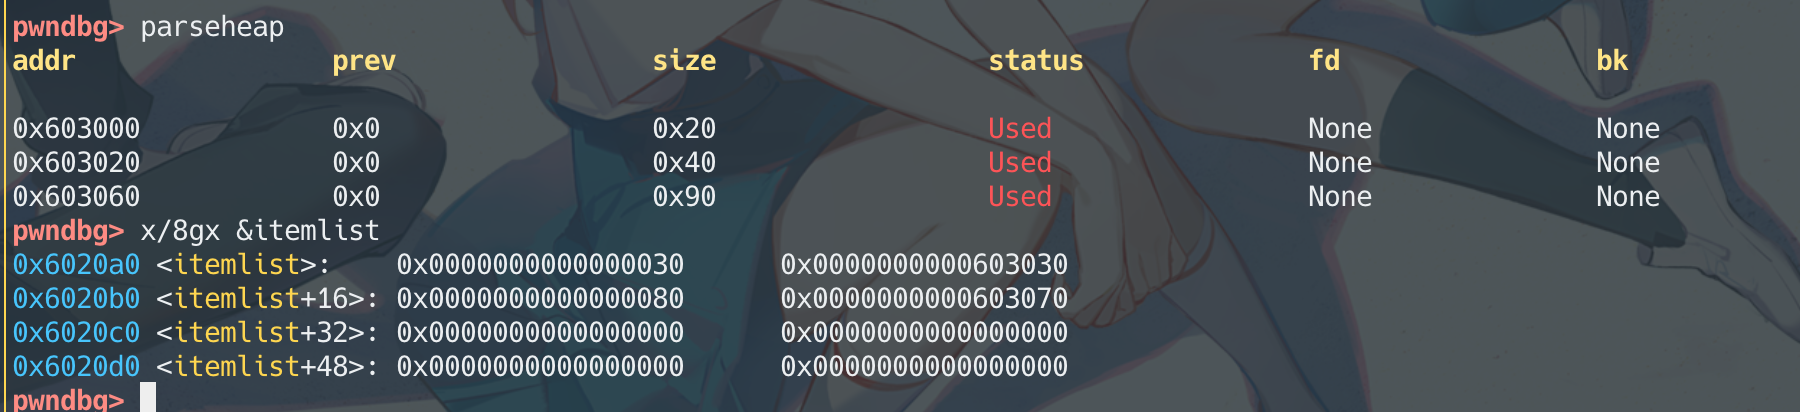 pwndbg> parseheap
addr prev size status fd bk
0x603000 0x0 0x20 Used None None
0x603020 0x0 0x40 Used None None
0x603060 0x0 0x90 Used None None
pwndbg> x/8gx &itemlist
0x6020a0 <itemlist>: 0x0000000000000030 0x0000000000603030
0x6020b0 <itemlist+16>: 0x0000000000000080 0x0000000000603070
0x6020c0 <itemlist+32>: 0x0000000000000000 0x0000000000000000
0x6020d0 <itemlist+48>: 0x0000000000000000 0x0000000000000000
pwndbg>